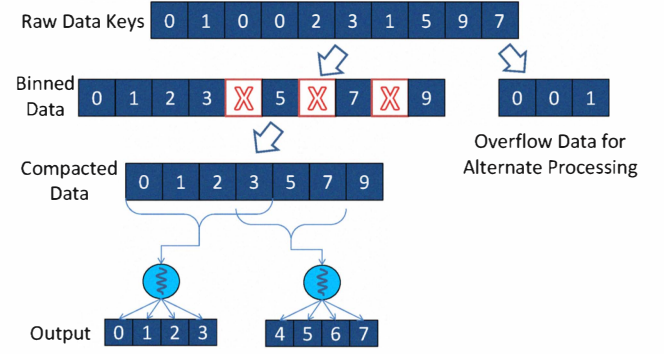 Raw Data Keys 0 1 0 0 2 3 1 5 9 7
Binned
Data
0 1 2 3 X 5 X 7 X 9
0 0 1
Overflow Data for
Alternate Processing
Compacted
Data
0 1 2 3 5 7 9
Output 0 1 2 3 4 5 6 7